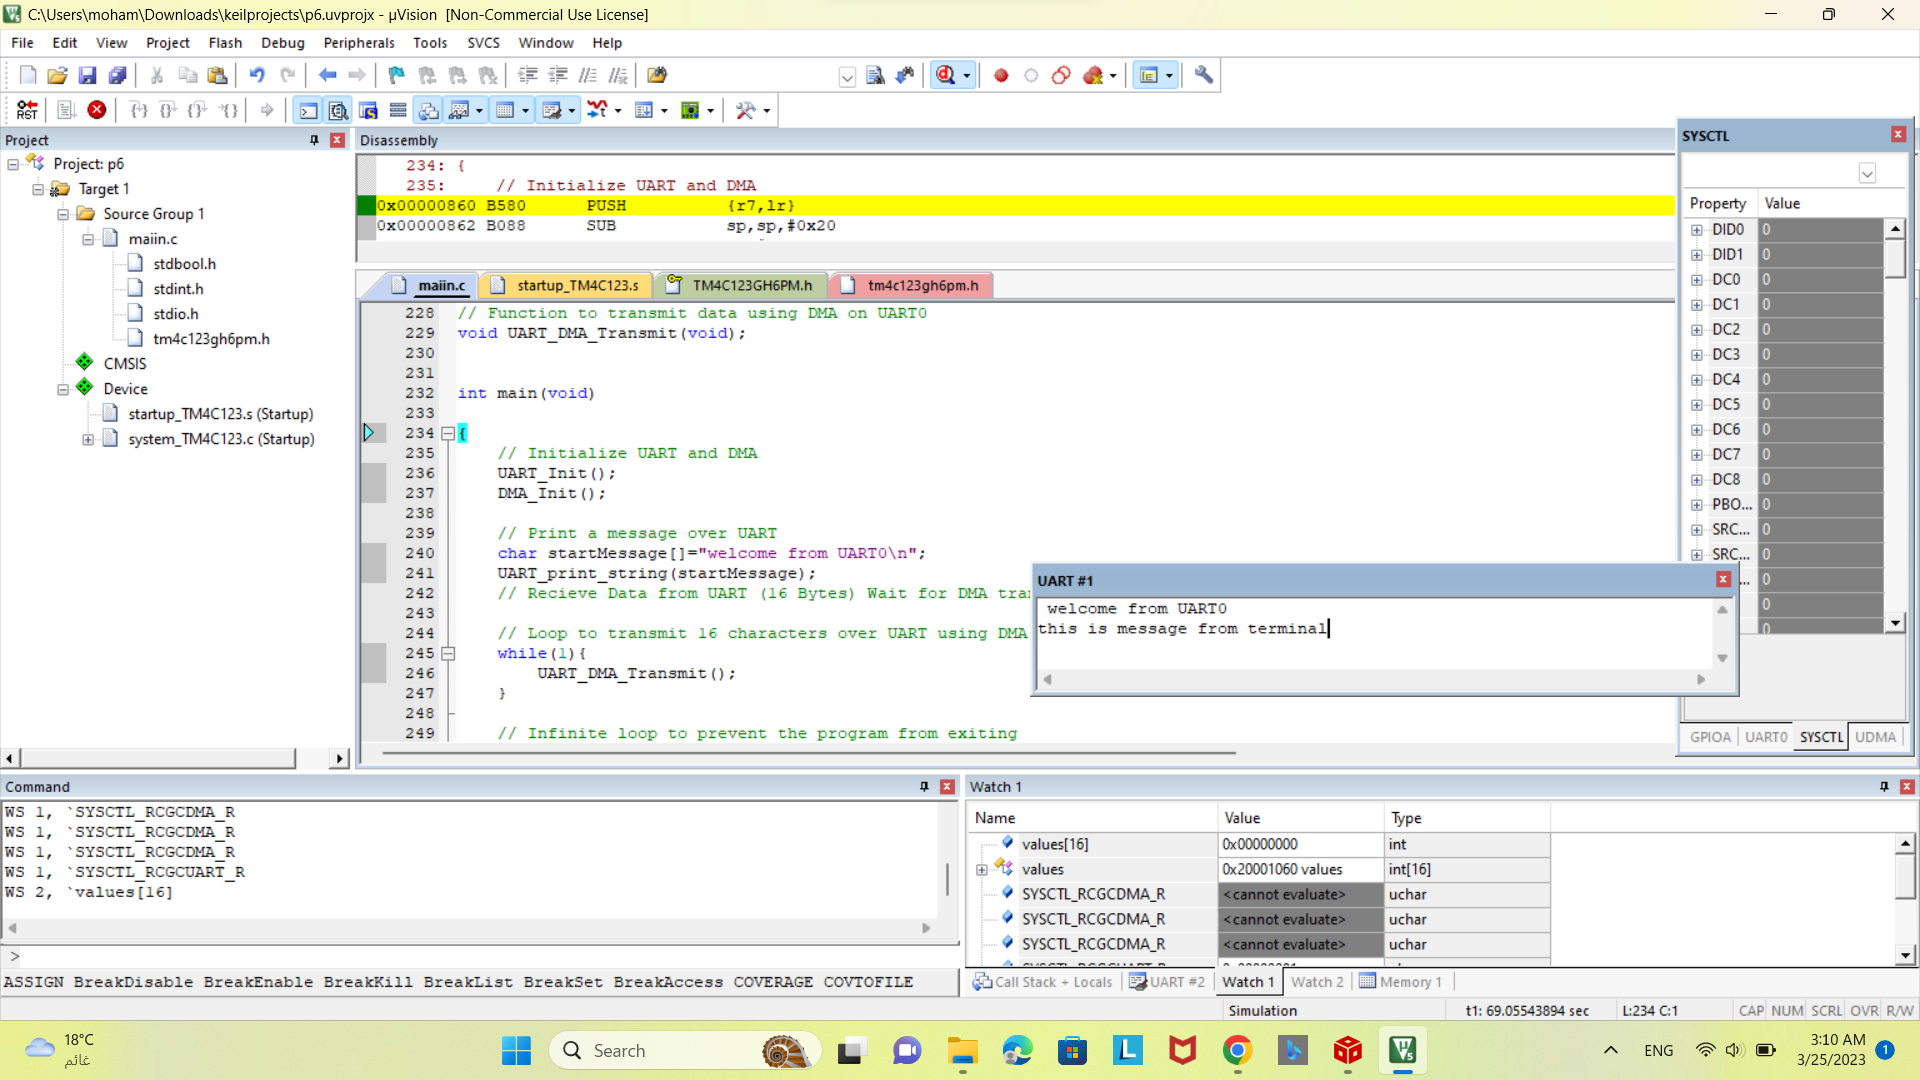 C:\Users\moham\Downloads\keilprojects\p6.uvprojx - µVision  [Non-Commercial Use License]
File Edit View Project Flash Debug Peripherals Tools SVCS Window Help
RST
Project
Project: p6
Target 1
Source Group 1
maiin.c
stdbool.h
stdint.h
stdio.h
tm4c123gh6pm.h
CMSIS
Device
startup_TM4C123.s (Startup)
system_TM4C123.c (Startup)
Disassembly
234: {
235:     // Initialize UART and DMA
0x00000860 B580      PUSH          {r7,lr}
0x00000862 B088      SUB           sp,sp,#0x20
maiin.c startup_TM4C123.s TM4C123GH6PM.h tm4c123gh6pm.h
228 // Function to transmit data using DMA on UART0
229 void UART_DMA_Transmit(void);
230
231
232 int main(void)
233
234 {
235     // Initialize UART and DMA
236     UART_Init();
237     DMA_Init();
238
239     // Print a message over UART
240     char startMessage[]="welcome from UART0\n";
241     UART_print_string(startMessage);
242     // Recieve Data from UART (16 Bytes) Wait for DMA tra
243
244     // Loop to transmit 16 characters over UART using DMA
245     while(1){
246         UART_DMA_Transmit();
247     }
248
249     // Infinite loop to prevent the program from exiting
UART #1
welcome from UART0
this is message from terminal
SYSCTL
Property Value
DID0 0
DID1 0
DC0 0
DC1 0
DC2 0
DC3 0
DC4 0
DC5 0
DC6 0
DC7 0
DC8 0
PBO... 0
SRC... 0
SRC... 0
... 0
0
0
GPIOA UART0 SYSCTL UDMA
Command
WS 1, `SYSCTL_RCGCDMA_R
WS 1, `SYSCTL_RCGCDMA_R
WS 1, `SYSCTL_RCGCDMA_R
WS 1, `SYSCTL_RCGCUART_R
WS 2, `values[16]
>
ASSIGN BreakDisable BreakEnable BreakKill BreakList BreakSet BreakAccess COVERAGE COVTOFILE
Watch 1
Name Value Type
values[16] 0x00000000 int
values 0x20001060 values int[16]
SYSCTL_RCGCDMA_R <cannot evaluate> uchar
SYSCTL_RCGCDMA_R <cannot evaluate> uchar
SYSCTL_RCGCDMA_R <cannot evaluate> uchar
Call Stack + Locals UART #2 Watch 1 Watch 2 Memory 1
Simulation t1: 69.05543894 sec L:234 C:1 CAP NUM SCRL OVR R/W
18°C
غائم
Search
L
ENG
3:10 AM
3/25/2023
1